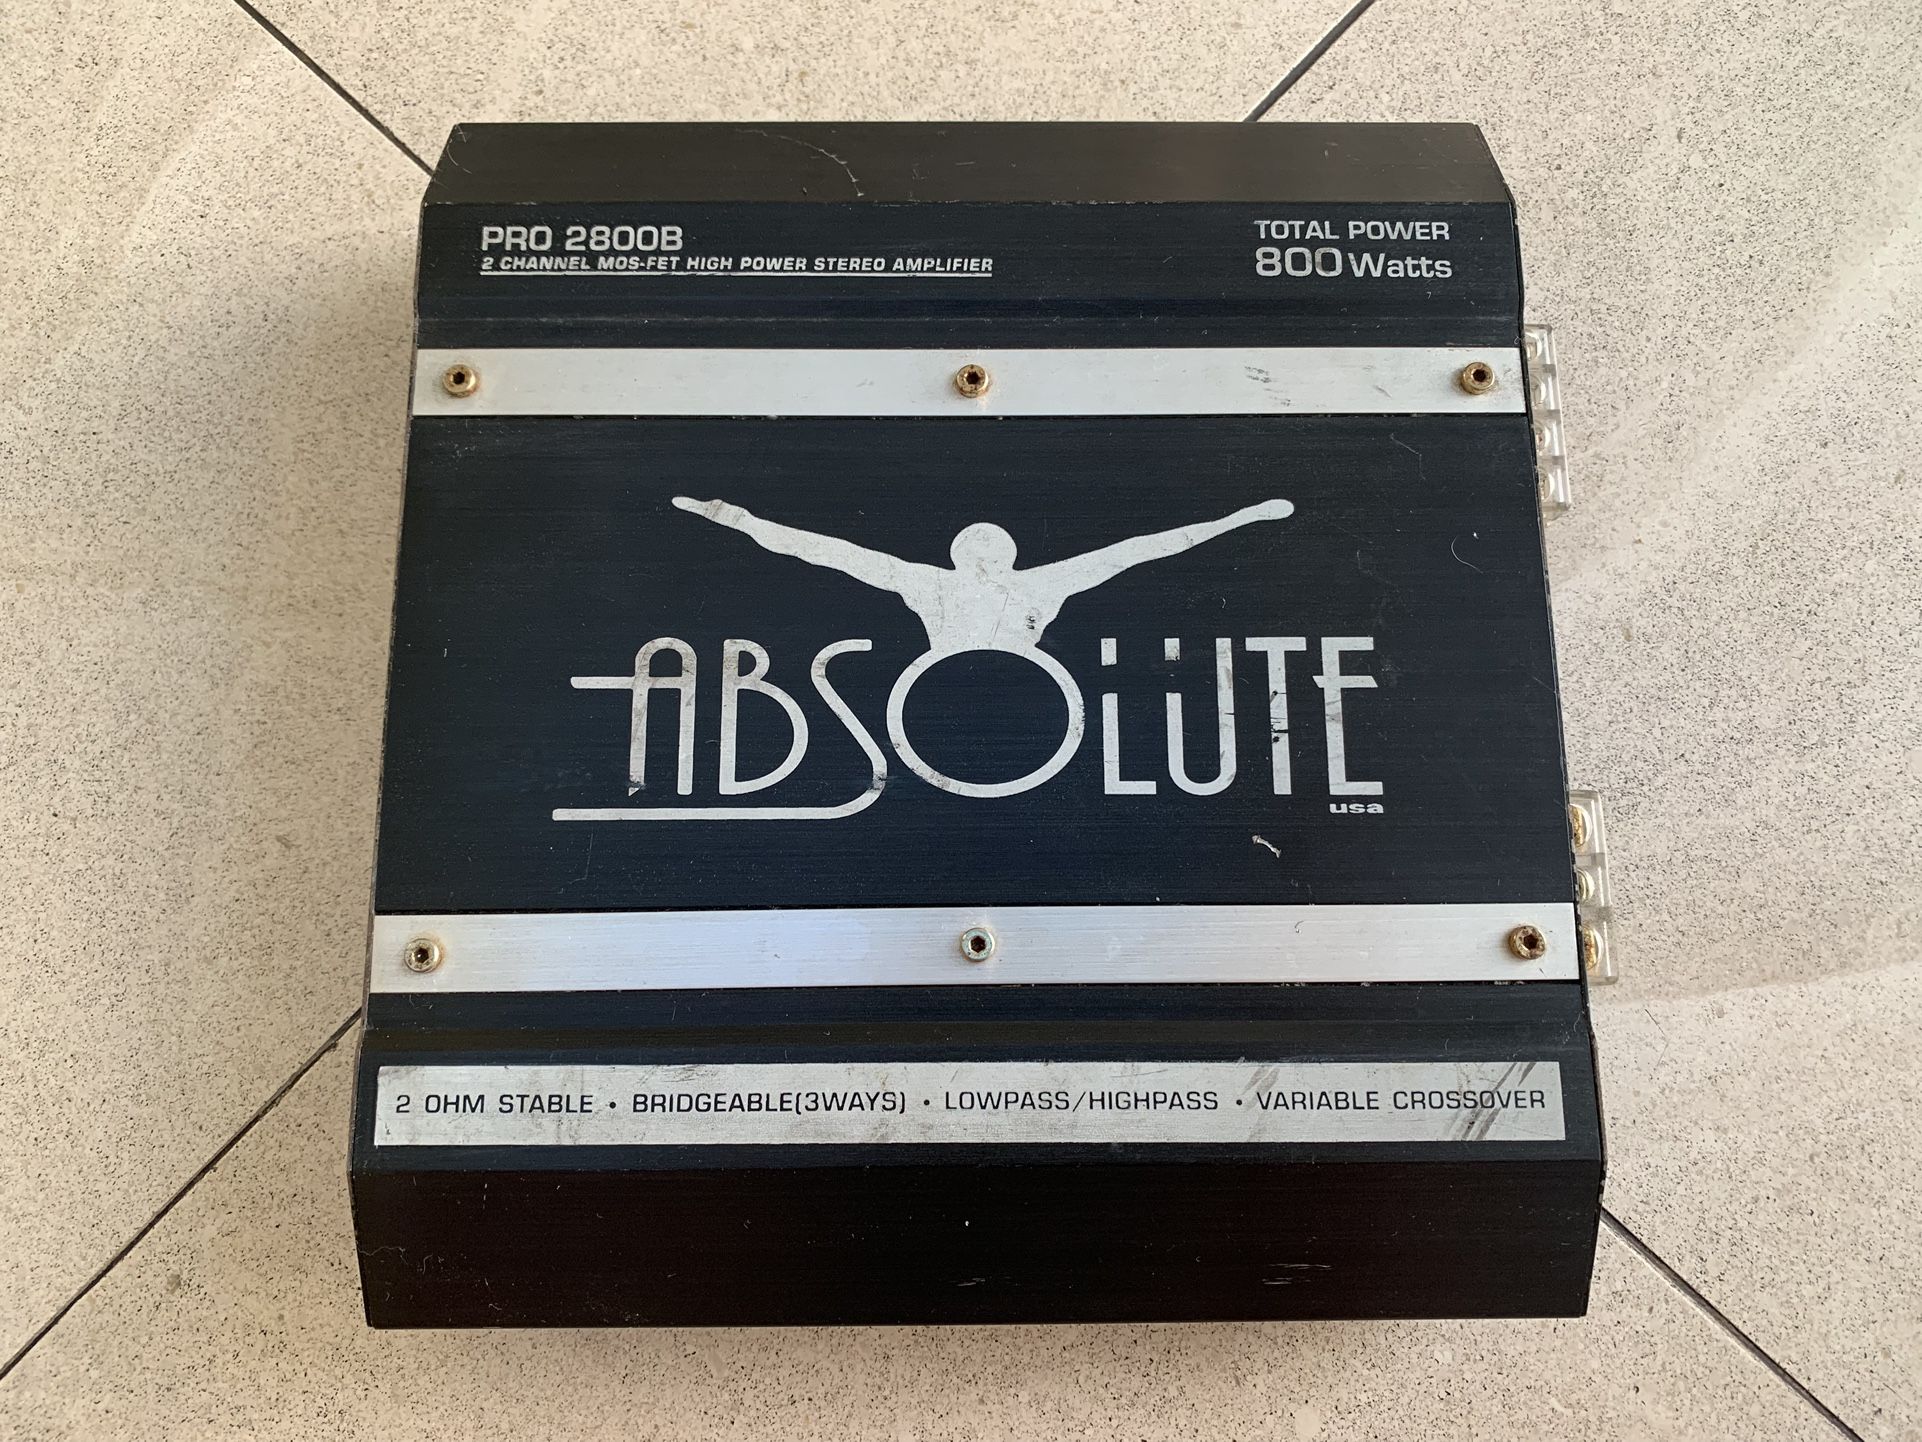 PRO 2800B
2 CHANNEL MOS-FET HIGH POWER STEREO AMPLIFIER
TOTAL POWER
800 Watts
ABSOLUTE
usa
2 OHM STABLE • BRIDGEABLE(3WAYS) • LOWPASS/HIGHPASS • VARIABLE CROSSOVER